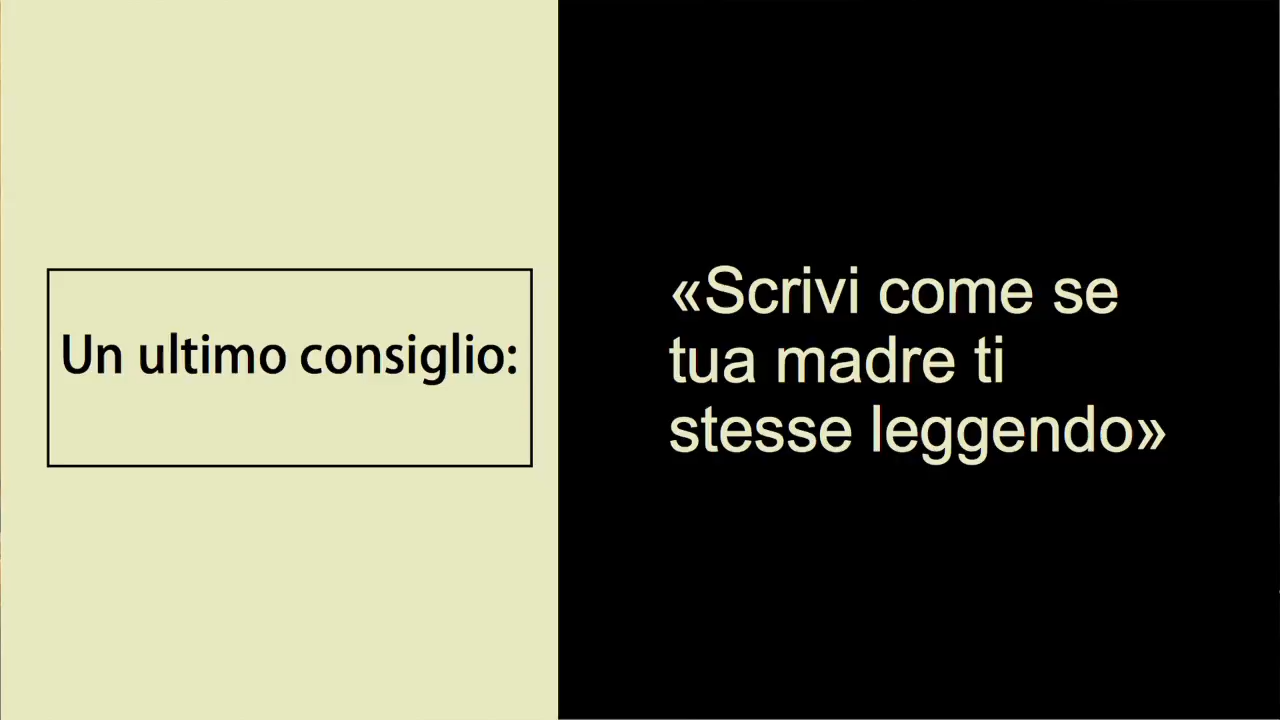 Un ultimo consiglio:
«Scrivi come se
tua madre ti
stesse leggendo»